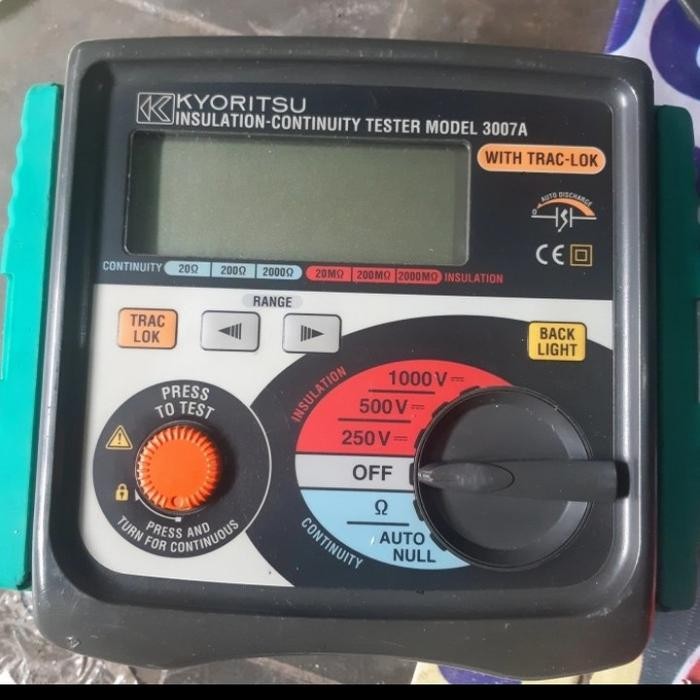 KYORITSU
INSULATION-CONTINUITY TESTER MODEL 3007A
WITH TRAC-LOK
AUTO DISCHARGE
0
CE
CONTINUITY 20Ω 200Ω 2000Ω 20MΩ 200MΩ 2000MΩ INSULATION
RANGE
TRAC
LOK
BACK
LIGHT
PRESS
TO TEST
PRESS AND
TURN FOR CONTINUOUS
INSULATION
1000V
500V
250V
OFF
Ω
AUTO
NULL
CONTINUITY